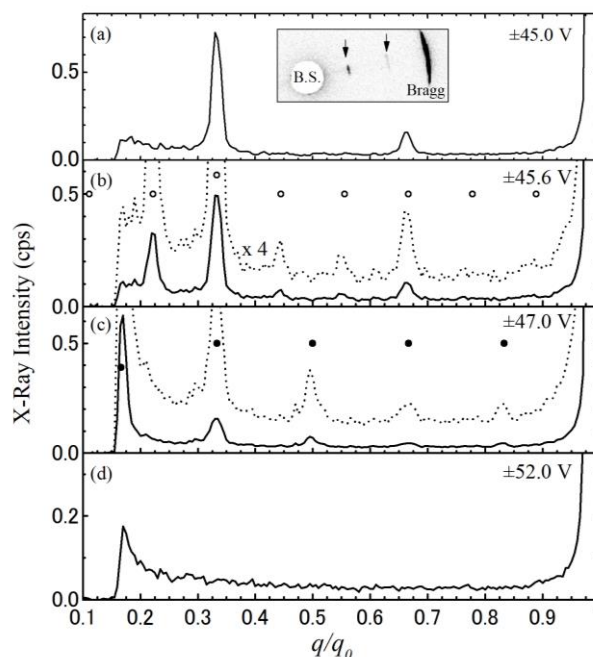 (a)
±45.0 V
0.5
B.S.
Bragg
0.0
(b)
±45.6 V
0.5
x 4
0.0
(c)
±47.0 V
0.5
0.0
(d)
±52.0 V
0.2
0.0
0.1 0.2 0.3 0.4 0.5 0.6 0.7 0.8 0.9
q/q0
X-Ray Intensity (cps)